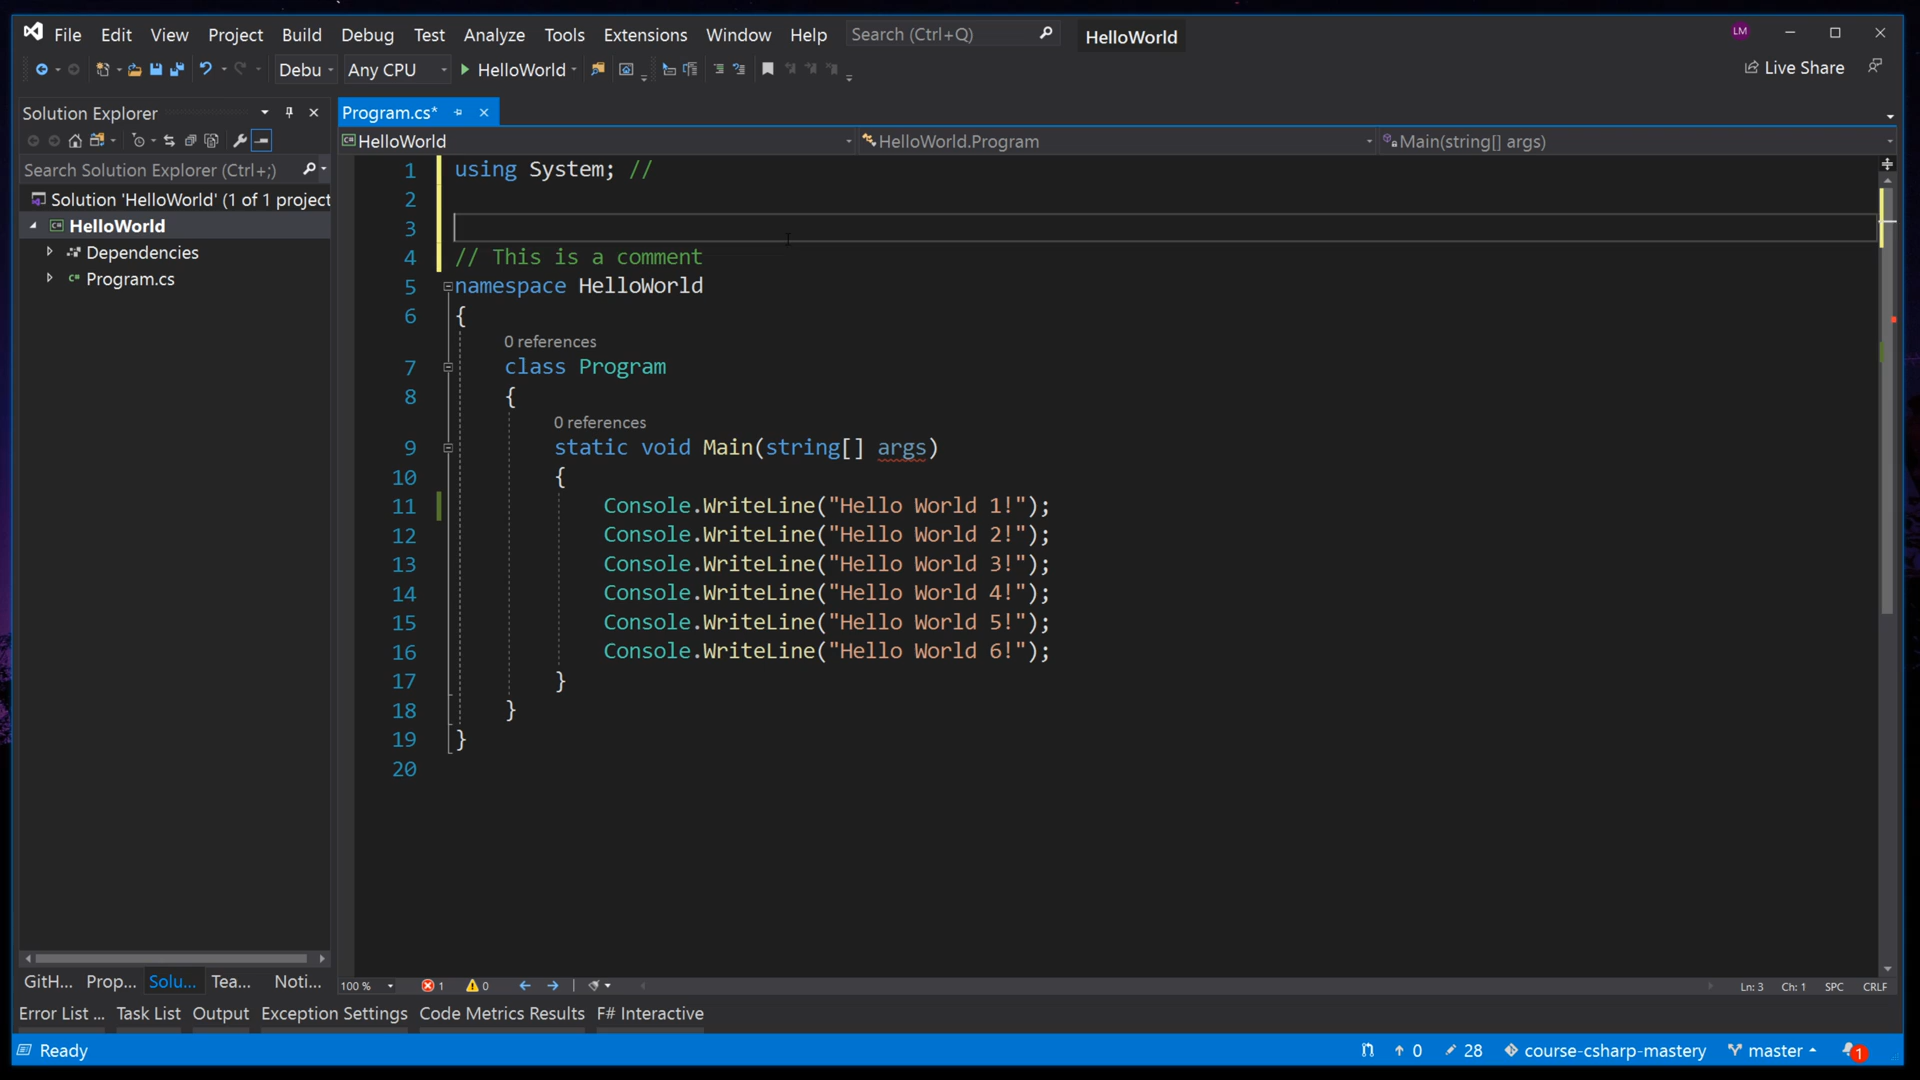 File Edit View Project Build Debug Test Analyze Tools Extensions Window Help Search (Ctrl+Q) HelloWorld LM
Debu Any CPU HelloWorld Live Share
Solution Explorer
Search Solution Explorer (Ctrl+;)
Solution 'HelloWorld' (1 of 1 project
HelloWorld
Dependencies
Program.cs
Program.cs*
HelloWorld HelloWorld.Program Main(string[] args)
1 using System; //
2
3
4 // This is a comment
5 namespace HelloWorld
6 {
0 references
7 class Program
8 {
0 references
9 static void Main(string[] args)
10 {
11 Console.WriteLine("Hello World 1!");
12 Console.WriteLine("Hello World 2!");
13 Console.WriteLine("Hello World 3!");
14 Console.WriteLine("Hello World 4!");
15 Console.WriteLine("Hello World 5!");
16 Console.WriteLine("Hello World 6!");
17 }
18 }
19 }
20
GitH... Prop... Solu... Tea... Noti...
100 % 1 0 Ln: 3 Ch: 1 SPC CRLF
Error List ... Task List Output Exception Settings Code Metrics Results F# Interactive
Ready 0 28 course-csharp-mastery master 1